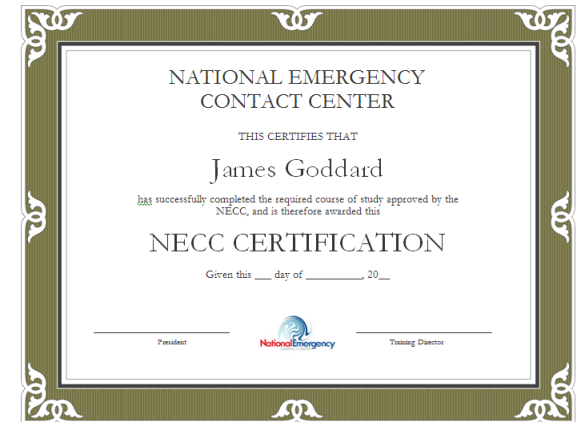 NATIONAL EMERGENCY
CONTACT CENTER
THIS CERTIFIES THAT
James Goddard
has successfully completed the required course of study approved by the
NECC, and is therefore awarded this
NECC CERTIFICATION
Given this ___ day of _________, 20__
President
NationalEmergency
Training Director